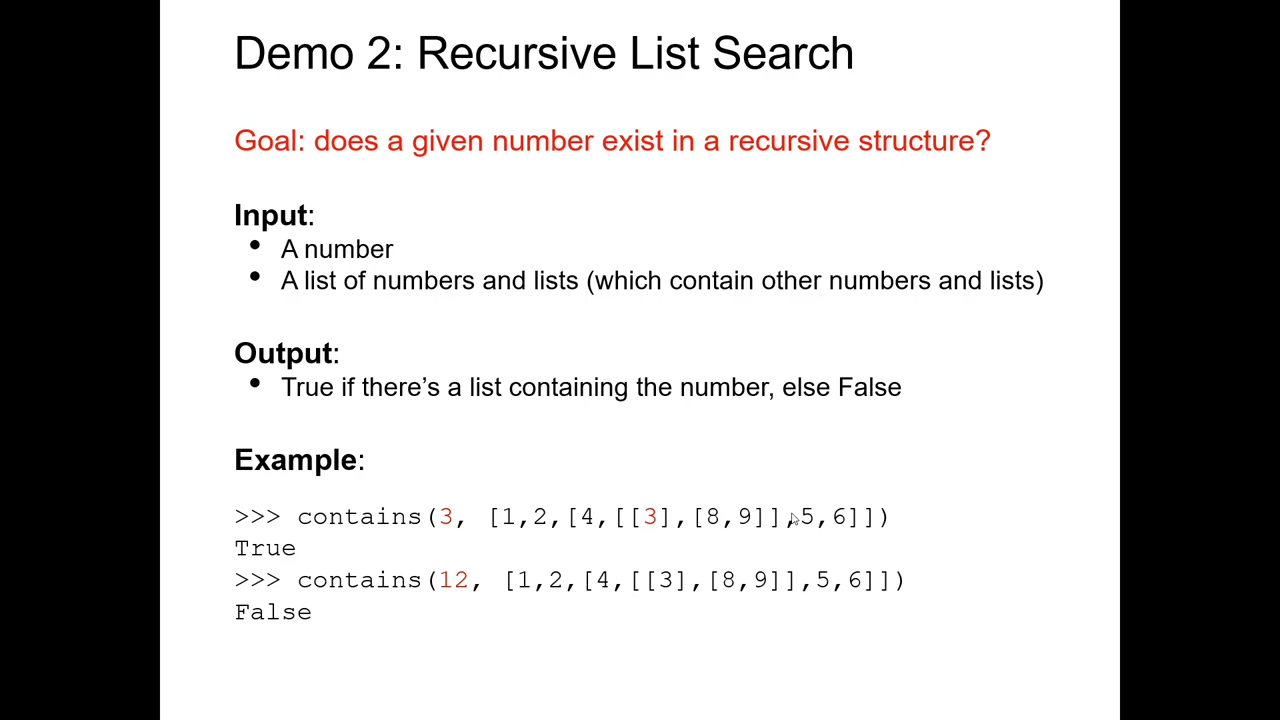 Demo 2: Recursive List Search
Goal: does a given number exist in a recursive structure?
Input:
• A number
• A list of numbers and lists (which contain other numbers and lists)
Output:
• True if there’s a list containing the number, else False
Example:
>>> contains(3, [1,2,[4,[[3],[8,9]],5,6]])
True
>>> contains(12, [1,2,[4,[[3],[8,9]],5,6]])
False